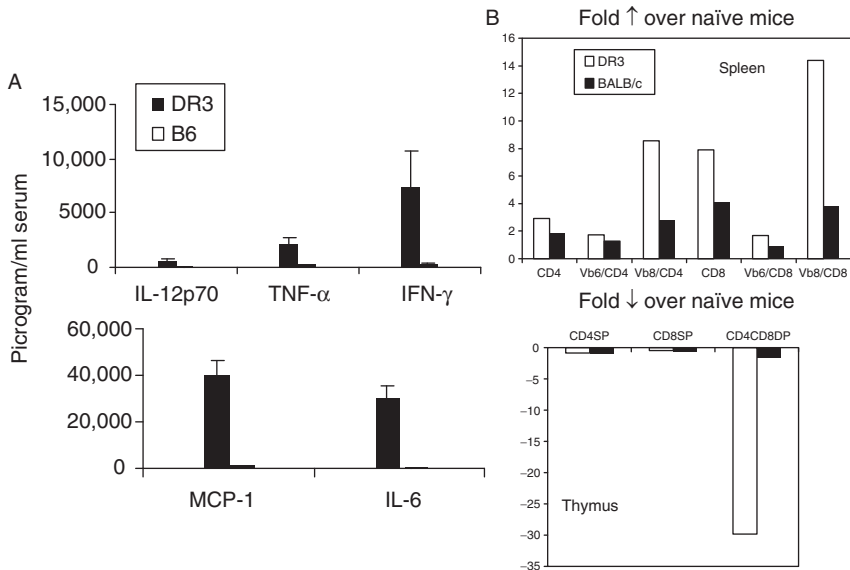 A
Picrogram/ml serum
DR3
B6
15,000
10,000
5000
0
IL-12p70 TNF-α IFN-γ
60,000
40,000
20,000
0
MCP-1 IL-6
B
Fold ↑ over naïve mice
16
14
12
10
8
6
4
2
0
DR3
BALB/c
Spleen
CD4 Vb6/CD4 Vb8/CD4 CD8 Vb6/CD8 Vb8/CD8
Fold ↓ over naïve mice
CD4SP CD8SP CD4CD8DP
0
–5
–10
–15
–20
–25
–30
–35
Thymus